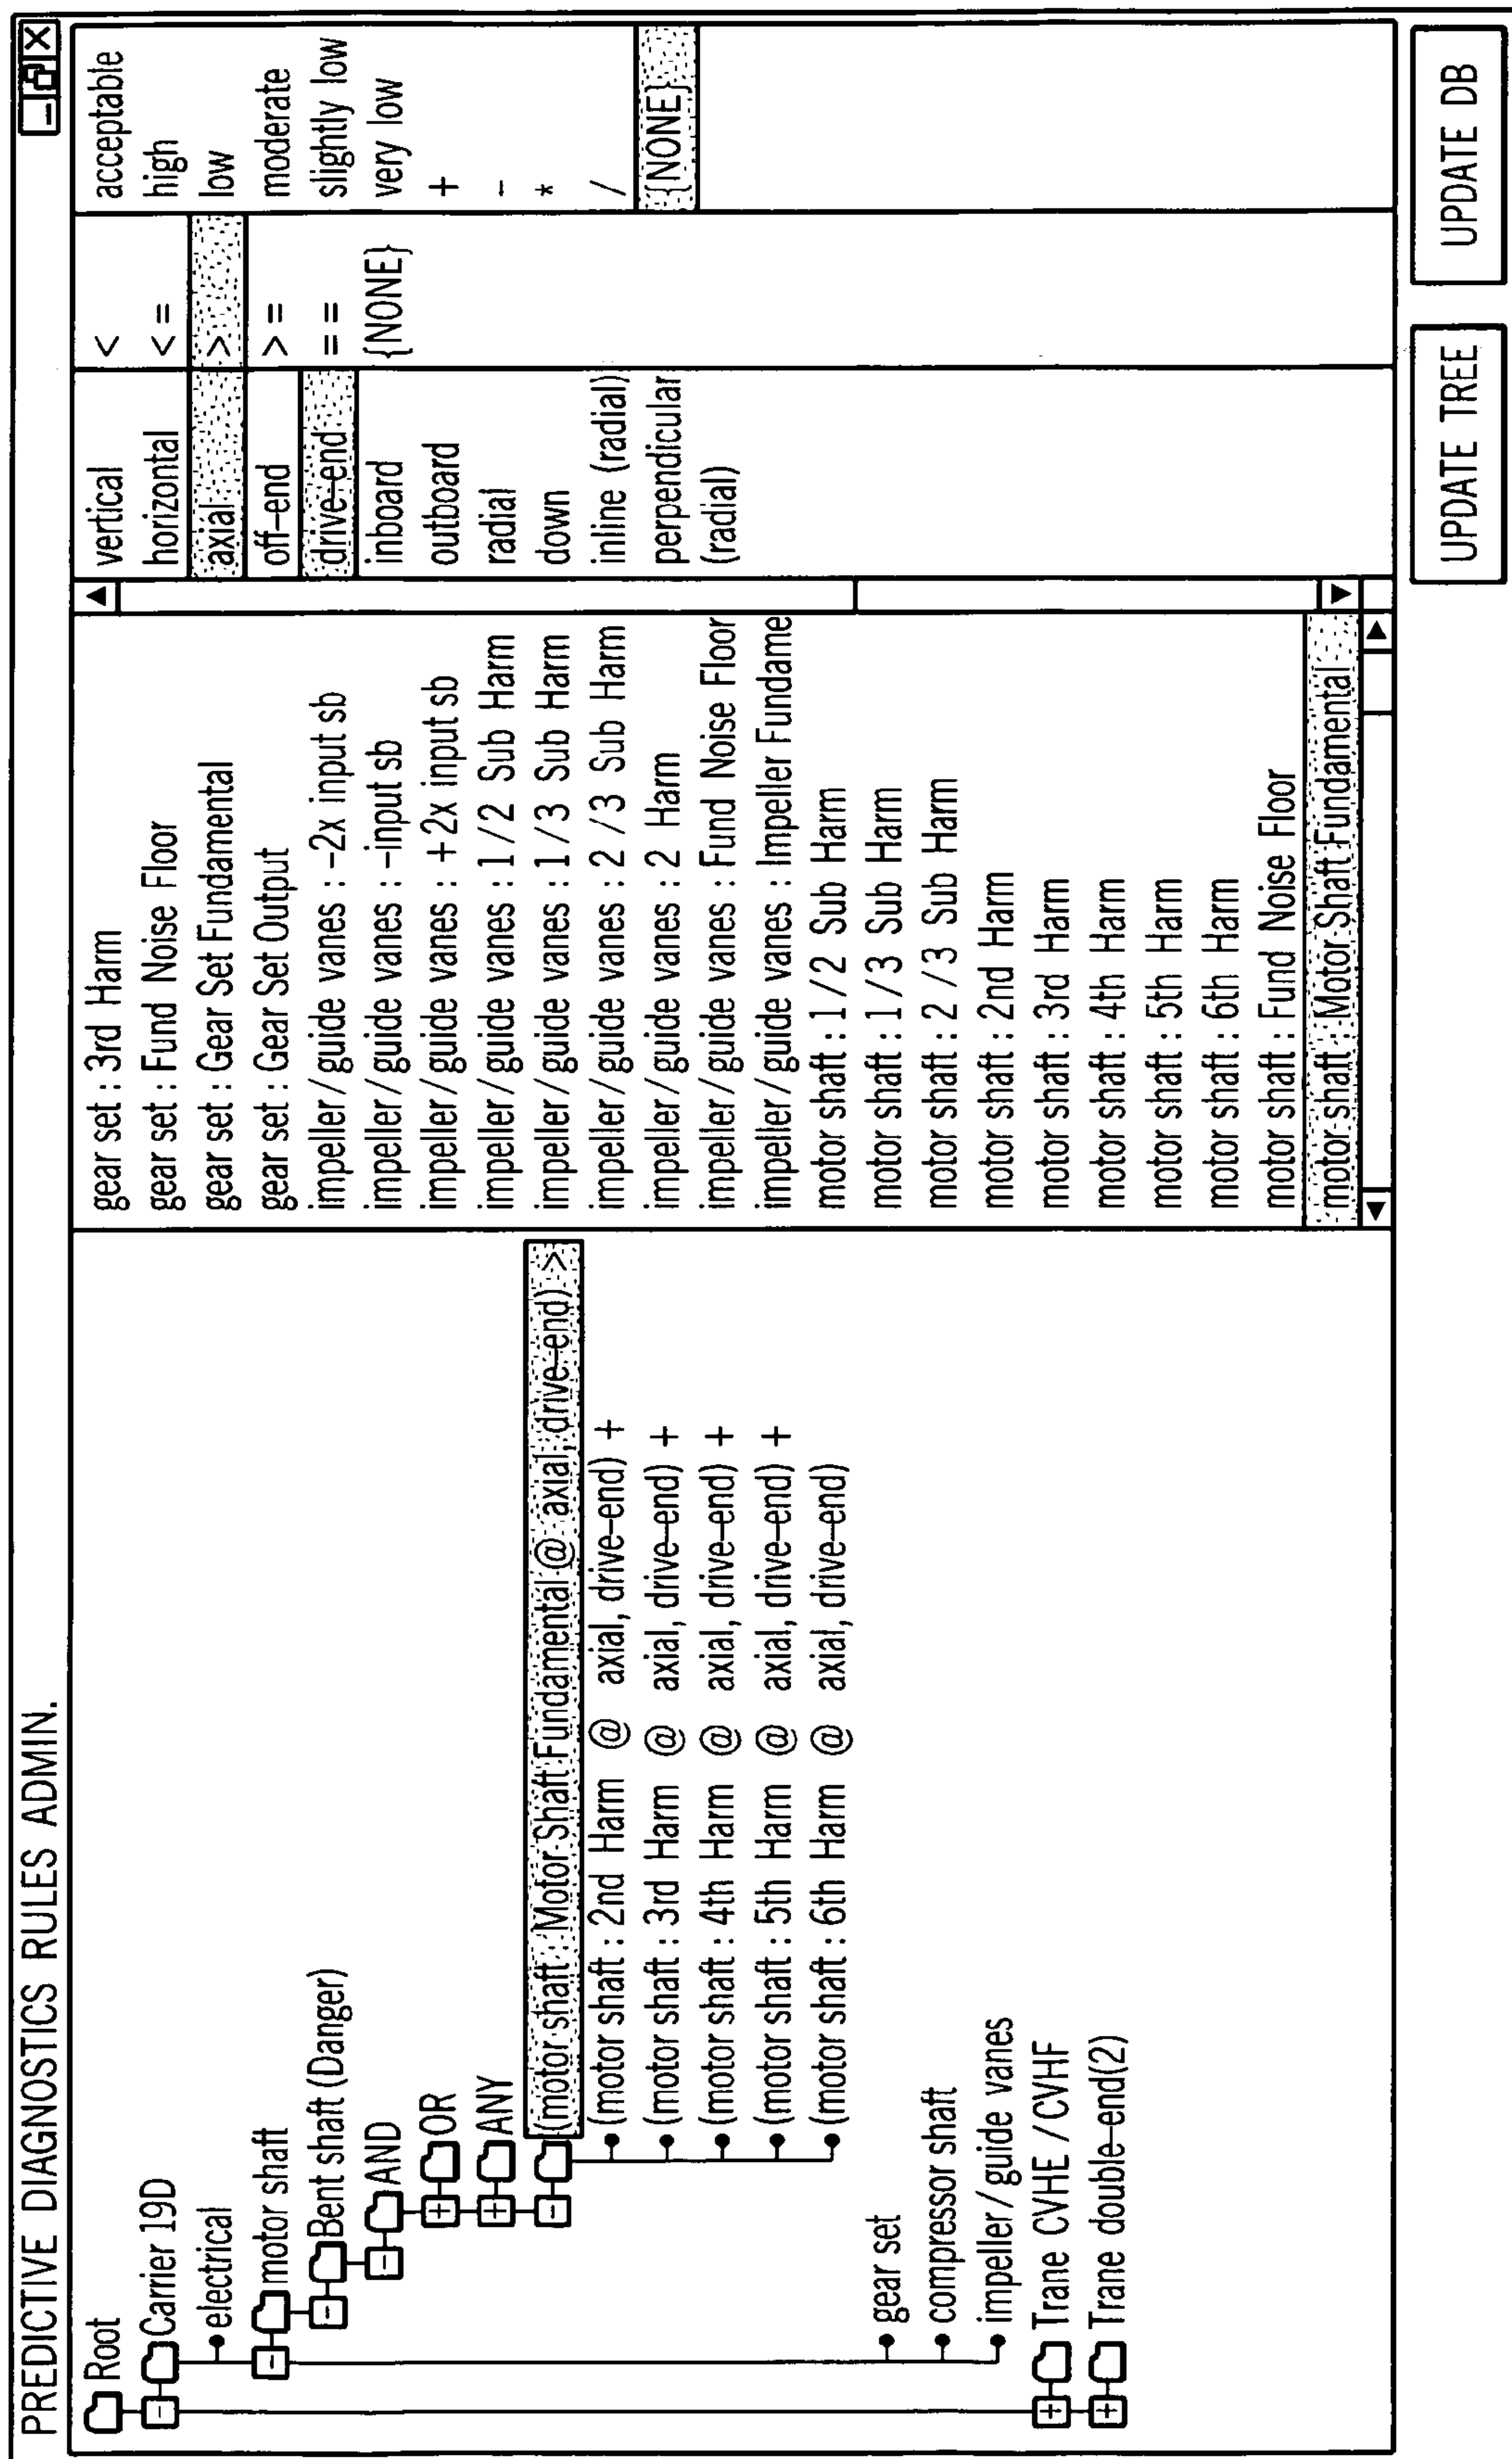 PREDICTIVE DIAGNOSTICS RULES ADMIN.
Root
Carrier 19D
electrical
motor shaft
Bent shaft (Danger)
AND
OR
ANY
(motor shaft : Motor Shaft Fundamental @ axial, drive-end) >
(motor shaft : 2nd Harm @ axial, drive-end) +
(motor shaft : 3rd Harm @ axial, drive-end) +
(motor shaft : 4th Harm @ axial, drive-end) +
(motor shaft : 5th Harm @ axial, drive-end) +
(motor shaft : 6th Harm @ axial, drive-end)
gear set
compressor shaft
impeller/guide vanes
Trane CVHE/CVHF
Trane double-end(2)
gear set : 3rd Harm
gear set : Fund Noise Floor
gear set : Gear Set Fundamental
gear set : Gear Set Output
impeller/guide vanes : -2x input sb
impeller/guide vanes : -input sb
impeller/guide vanes : +2x input sb
impeller/guide vanes : 1/2 Sub Harm
impeller/guide vanes : 1/3 Sub Harm
impeller/guide vanes : 2/3 Sub Harm
impeller/guide vanes : 2 Harm
impeller/guide vanes : Fund Noise Floor
impeller/guide vanes : Impeller Fundame
motor shaft : 1/2 Sub Harm
motor shaft : 1/3 Sub Harm
motor shaft : 2/3 Sub Harm
motor shaft : 2nd Harm
motor shaft : 3rd Harm
motor shaft : 4th Harm
motor shaft : 5th Harm
motor shaft : 6th Harm
motor shaft : Fund Noise Floor
motor shaft : Motor Shaft Fundamental
vertical
horizontal
axial
off-end
drive-end
inboard
outboard
radial
down
inline (radial)
perpendicular
(radial)
<
<=
>
>=
==
{NONE}
acceptable
high
low
moderate
slightly low
very low
+
-
*
/
{NONE}
UPDATE TREE
UPDATE DB